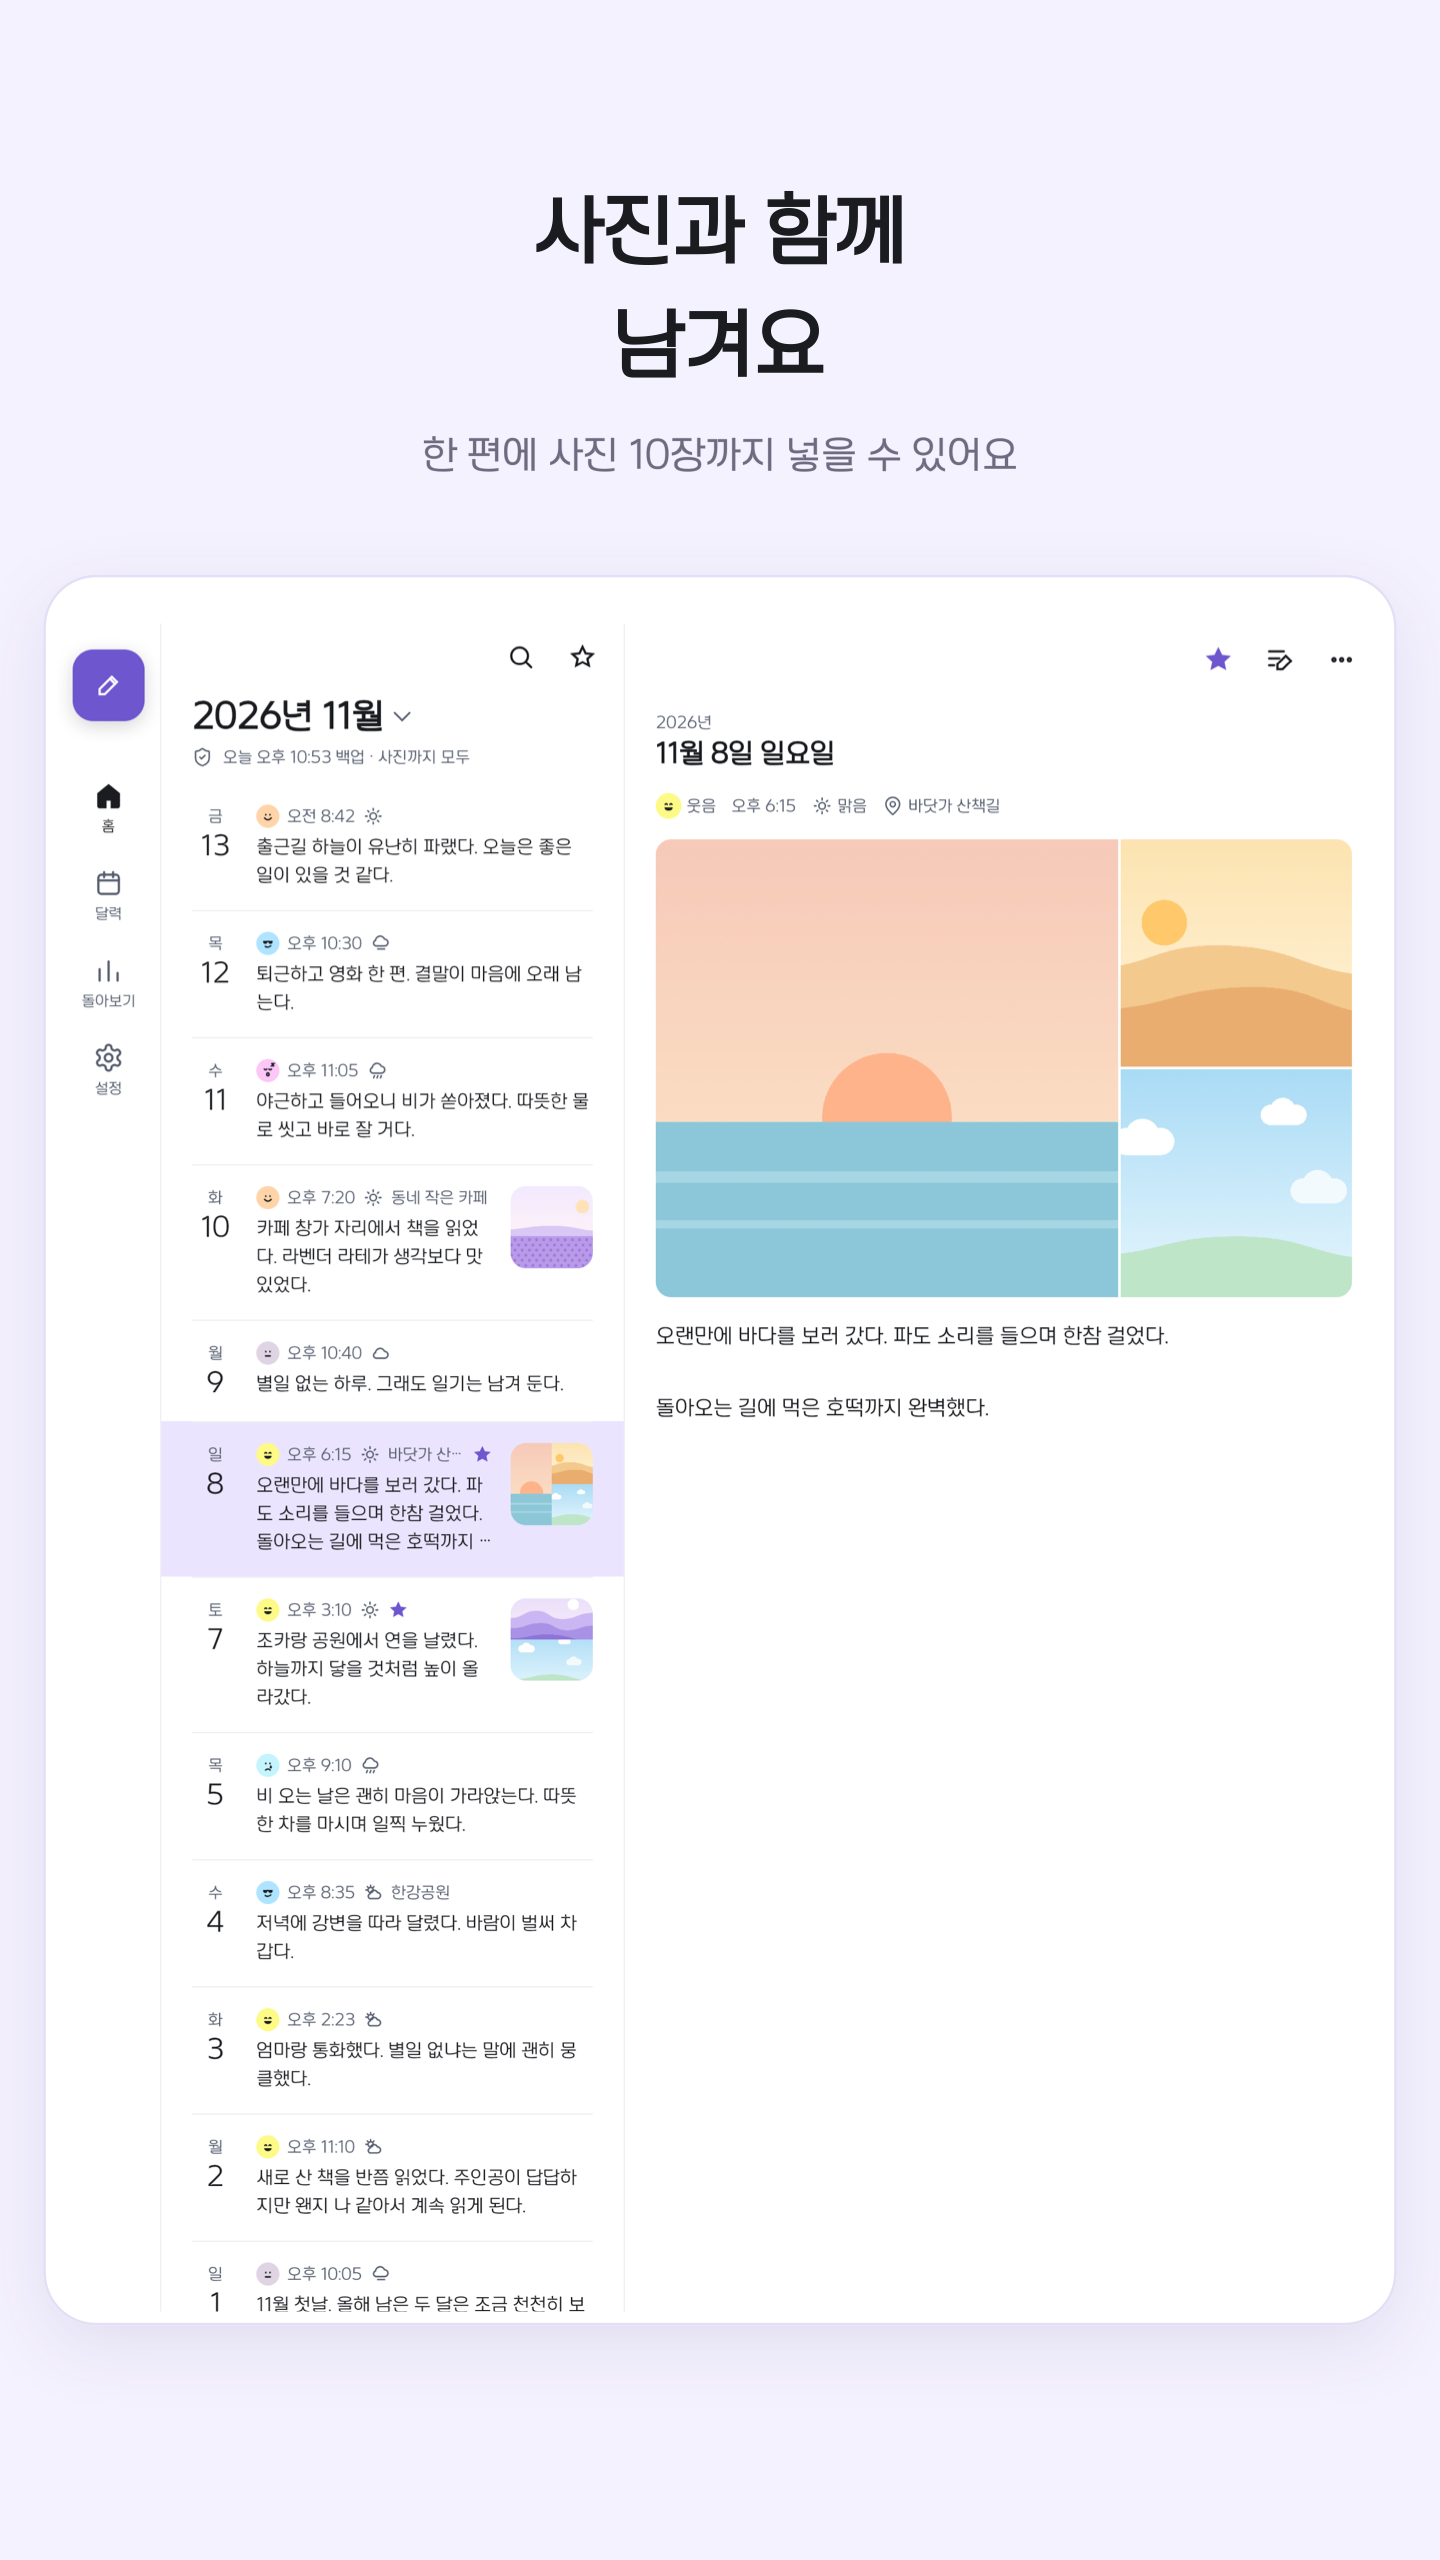 사진과 함께
남겨요
한 편에 사진 10장까지 넣을 수 있어요
홈
달력
돌아보기
설정
2026년 11월
오늘 오후 10:53 백업 · 사진까지 모두
금
13
오전 8:42
출근길 하늘이 유난히 파랬다. 오늘은 좋은
일이 있을 것 같다.
목
12
오후 10:30
퇴근하고 영화 한 편. 결말이 마음에 오래 남
는다.
수
11
오후 11:05
야근하고 들어오니 비가 쏟아졌다. 따뜻한 물
로 씻고 바로 잘 거다.
화
10
오후 7:20 동네 작은 카페
카페 창가 자리에서 책을 읽었
다. 라벤더 라테가 생각보다 맛
있었다.
월
9
오후 10:40
별일 없는 하루. 그래도 일기는 남겨 둔다.
일
8
오후 6:15 바닷가 산…
오랜만에 바다를 보러 갔다. 파
도 소리를 들으며 한참 걸었다.
돌아오는 길에 먹은 호떡까지 …
토
7
오후 3:10
조카랑 공원에서 연을 날렸다.
하늘까지 닿을 것처럼 높이 올
라갔다.
목
5
오후 9:10
비 오는 날은 괜히 마음이 가라앉는다. 따뜻
한 차를 마시며 일찍 누웠다.
수
4
오후 8:35 한강공원
저녁에 강변을 따라 달렸다. 바람이 벌써 차
갑다.
화
3
오후 2:23
엄마랑 통화했다. 별일 없냐는 말에 괜히 뭉
클했다.
월
2
오후 11:10
새로 산 책을 반쯤 읽었다. 주인공이 답답하
지만 왠지 나 같아서 계속 읽게 된다.
일
1
오후 10:05
11월 첫날. 올해 남은 두 달은 조금 천천히 보
2026년
11월 8일 일요일
웃음 오후 6:15 맑음 바닷가 산책길
오랜만에 바다를 보러 갔다. 파도 소리를 들으며 한참 걸었다.
돌아오는 길에 먹은 호떡까지 완벽했다.